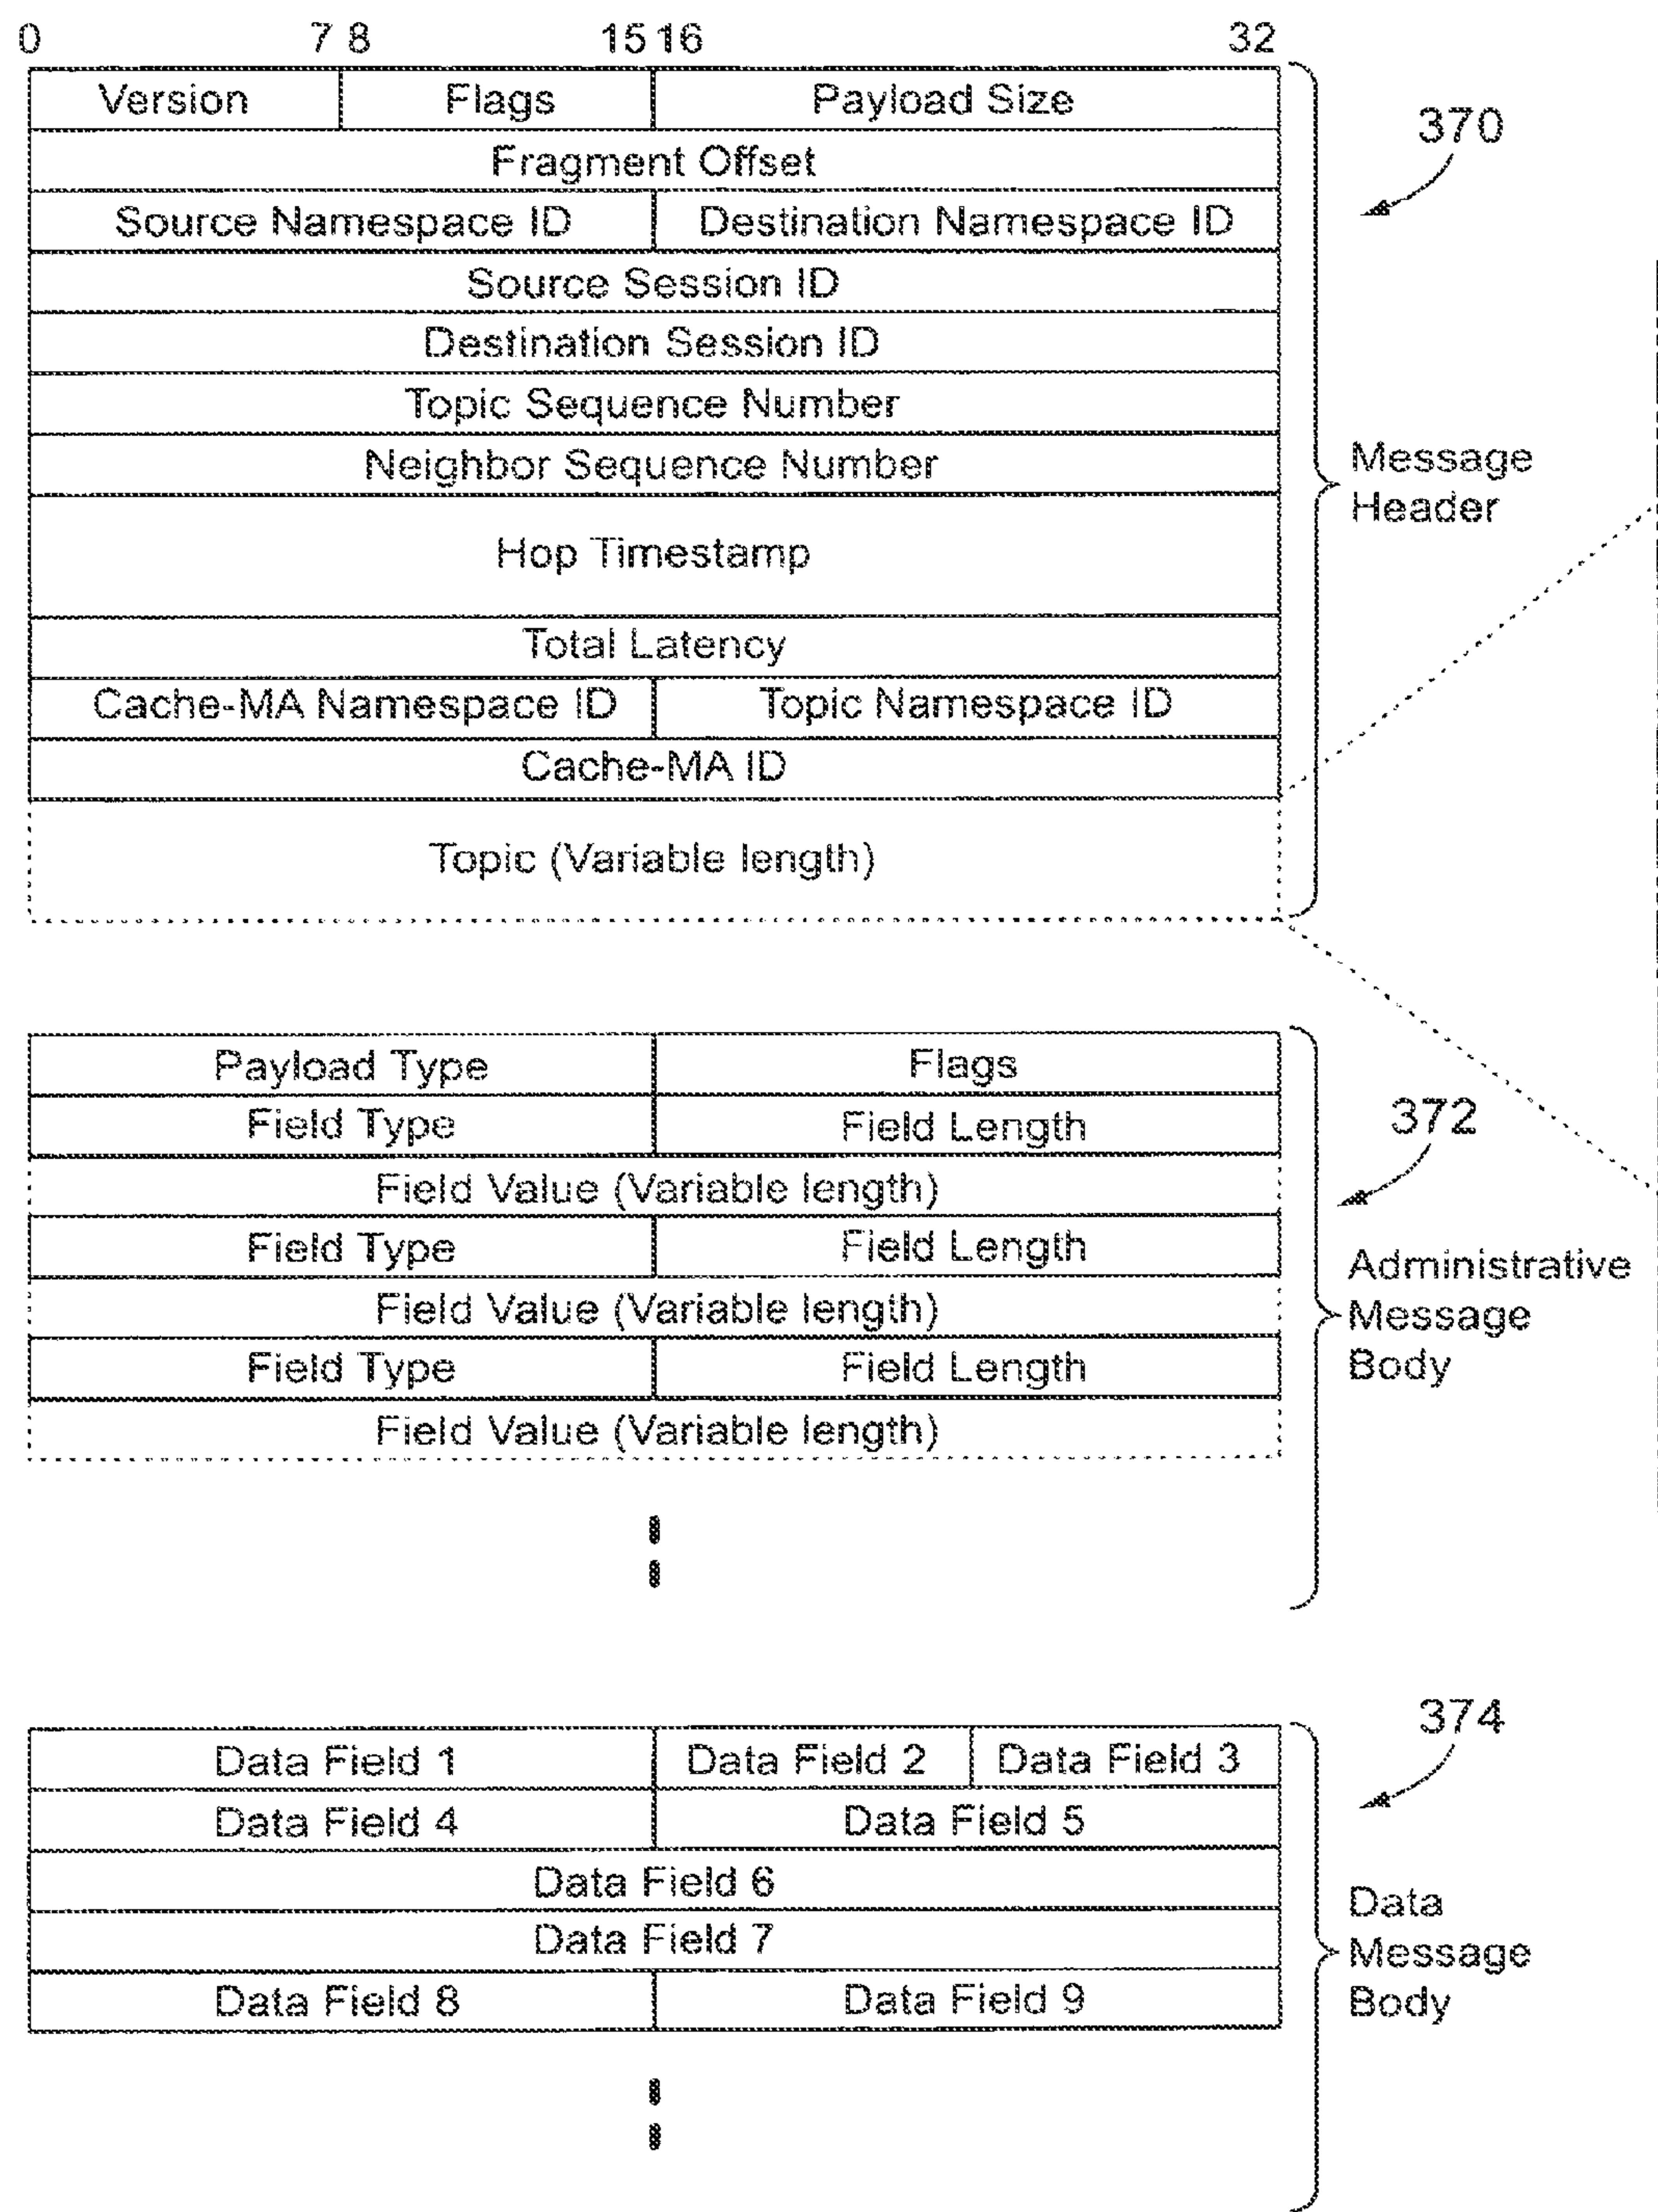 0 7 8 15 16 32
Version Flags Payload Size
370
Fragment Offset
Source Namespace ID Destination Namespace ID
Source Session ID
Destination Session ID
Topic Sequence Number
Neighbor Sequence Number
Message
Header
Hop Timestamp
Total Latency
Cache-MA Namespace ID Topic Namespace ID
Cache-MA ID
Topic (Variable length)
Payload Type Flags
Field Type Field Length
372
Field Value (Variable length)
Field Type Field Length
Field Value (Variable length)
Field Type Field Length
Field Value (Variable length)
Administrative
Message
Body
374
Data Field 1 Data Field 2 Data Field 3
Data Field 4 Data Field 5
Data Field 6
Data Field 7
Data Field 8 Data Field 9
Data
Message
Body